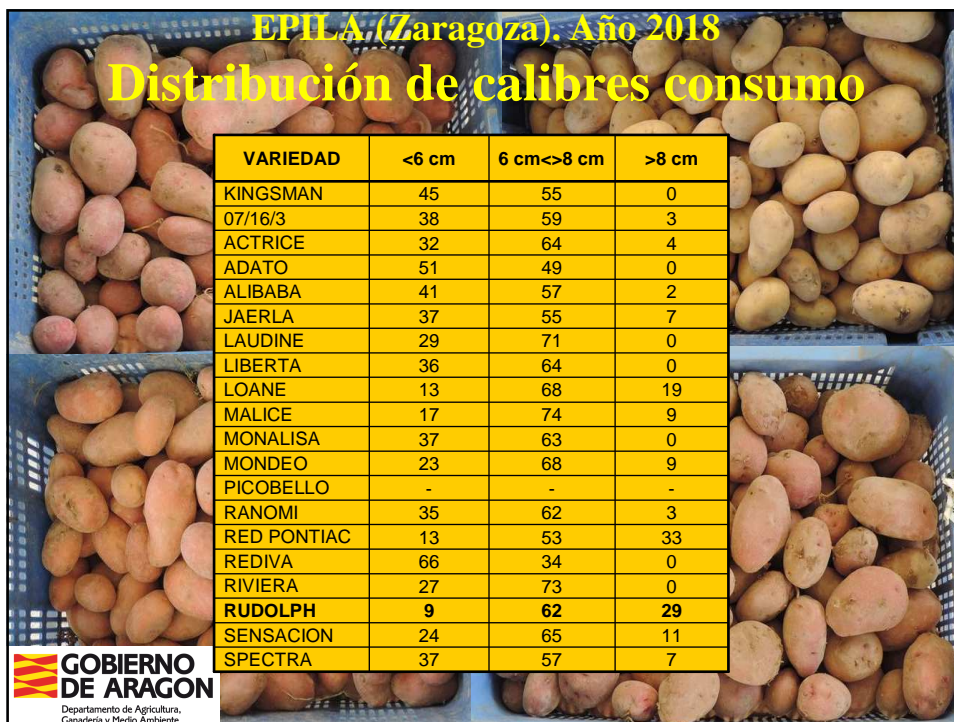 EPILA (Zaragoza). Año 2018
Distribución de calibres consumo
VARIEDAD <6 cm 6 cm<>8 cm >8 cm
KINGSMAN 45 55 0
07/16/3 38 59 3
ACTRICE 32 64 4
ADATO 51 49 0
ALIBABA 41 57 2
JAERLA 37 55 7
LAUDINE 29 71 0
LIBERTA 36 64 0
LOANE 13 68 19
MALICE 17 74 9
MONALISA 37 63 0
MONDEO 23 68 9
PICOBELLO - - -
RANOMI 35 62 3
RED PONTIAC 13 53 33
REDIVA 66 34 0
RIVIERA 27 73 0
RUDOLPH 9 62 29
SENSACION 24 65 11
SPECTRA 37 57 7
GOBIERNO
DE ARAGON
Departamento de Agricultura,
Ganadería y Medio Ambiente